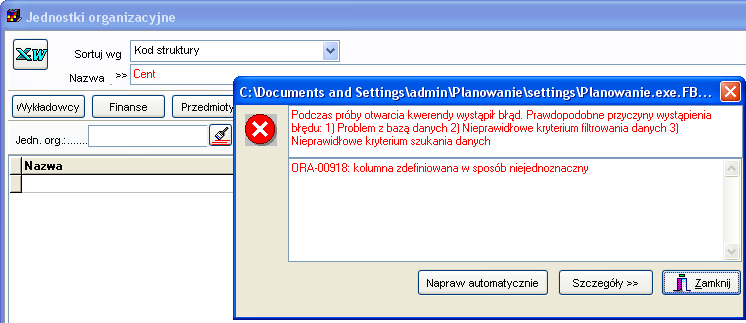 Jednostki organizacyjne
XW
Sortuj wg Kod struktury
Nazwa >> Cent
Wykładowcy Finanse Przedmioty
Jedn. org.:......
Nazwa
C:\Documents and Settings\admin\Planowanie\settings\Planowanie.exe.FB...
Podczas próby otwarcia kwerendy wystąpił błąd. Prawdopodobne przyczyny wystąpienia
błędu: 1) Problem z bazą danych 2) Nieprawidłowe kryterium filtrowania danych 3)
Nieprawidłowe kryterium szukania danych
ORA-00918: kolumna zdefiniowana w sposób niejednoznaczny
Napraw automatycznie Szczegóły >> Zamknij